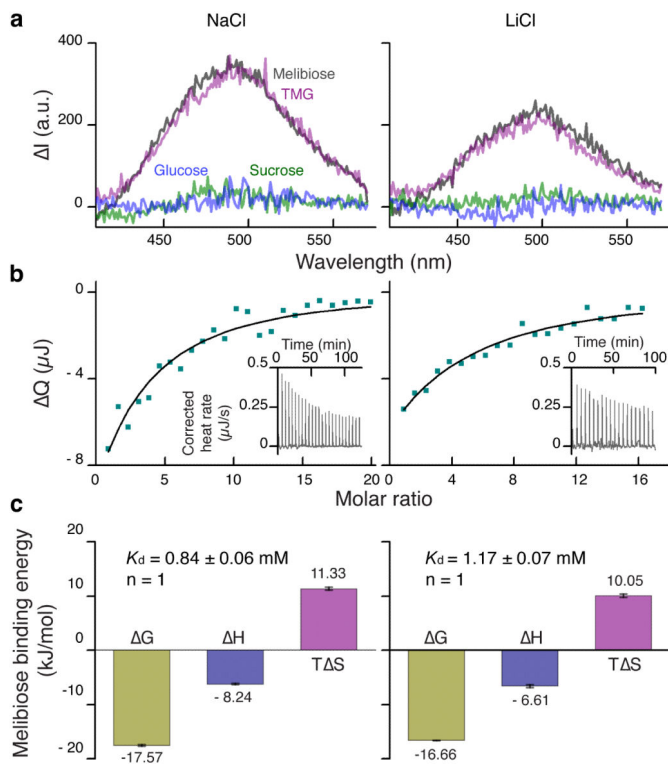 a
NaCl
LiCl
400
200
0
ΔI (a.u.)
Melibiose
TMG
Glucose
Sucrose
450
500
550
450
500
550
Wavelength (nm)
b
0
- 4
- 8
ΔQ (µJ)
Time (min)
0
50
100
0.5
0.25
0
Corrected
heat rate
(µJ/s)
Time (min)
0
50
100
0.5
0.25
0
0
5
10
15
20
0
4
8
12
16
Molar ratio
c
20
10
0
-10
- 20
Melibiose binding energy
(kJ/mol)
Kd = 0.84 ± 0.06 mM
n = 1
11.33
ΔG
ΔH
TΔS
- 8.24
-17.57
Kd = 1.17 ± 0.07 mM
n = 1
10.05
ΔG
ΔH
TΔS
- 6.61
-16.66